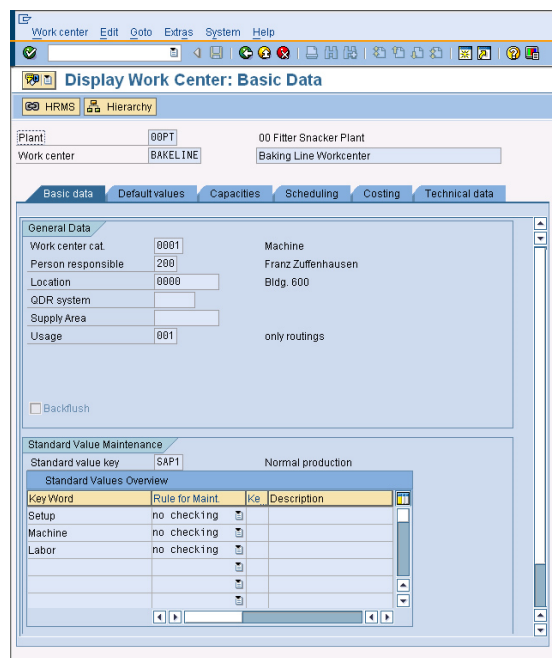 Work center Edit Goto Extras System Help
Display Work Center: Basic Data
HRMS Hierarchy
Plant 00PT 00 Fitter Snacker Plant
Work center BAKELINE Baking Line Workcenter
Basic data Default values Capacities Scheduling Costing Technical data
General Data
Work center cat. 0001 Machine
Person responsible 200 Franz Zuffenhausen
Location 0000 Bldg. 600
QDR system
Supply Area
Usage 001 only routings
Backflush
Standard Value Maintenance
Standard value key SAP1 Normal production
Standard Values Overview
Key Word Rule for Maint. Ke.. Description
Setup no checking
Machine no checking
Labor no checking